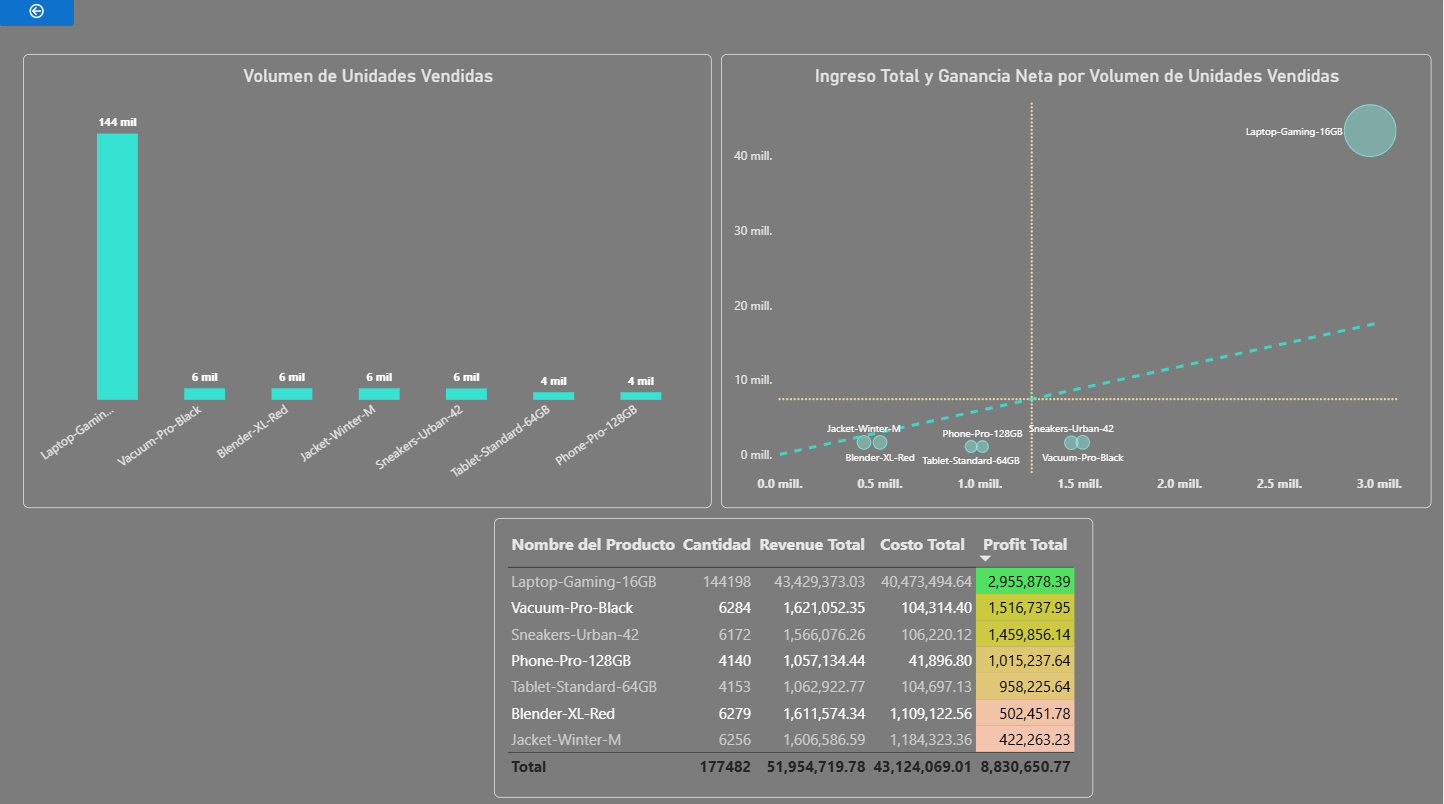 Volumen de Unidades Vendidas
144 mil
6 mil
6 mil
6 mil
6 mil
4 mil
4 mil
Laptop-Gamin...
Vacuum-Pro-Black
Blender-XL-Red
Jacket-Winter-M
Sneakers-Urban-42
Tablet-Standard-64GB
Phone-Pro-128GB
Ingreso Total y Ganancia Neta por Volumen de Unidades Vendidas
40 mill.
30 mill.
20 mill.
10 mill.
0 mill.
Laptop-Gaming-16GB
Jacket-Winter-M
Blender-XL-Red
Phone-Pro-128GB
Tablet-Standard-64GB
Sneakers-Urban-42
Vacuum-Pro-Black
0.0 mill. 0.5 mill. 1.0 mill. 1.5 mill. 2.0 mill. 2.5 mill. 3.0 mill.
Nombre del Producto Cantidad Revenue Total Costo Total Profit Total
Laptop-Gaming-16GB 144198 43,429,373.03 40,473,494.64 2,955,878.39
Vacuum-Pro-Black 6284 1,621,052.35 104,314.40 1,516,737.95
Sneakers-Urban-42 6172 1,566,076.26 106,220.12 1,459,856.14
Phone-Pro-128GB 4140 1,057,134.44 41,896.80 1,015,237.64
Tablet-Standard-64GB 4153 1,062,922.77 104,697.13 958,225.64
Blender-XL-Red 6279 1,611,574.34 1,109,122.56 502,451.78
Jacket-Winter-M 6256 1,606,586.59 1,184,323.36 422,263.23
Total 177482 51,954,719.78 43,124,069.01 8,830,650.77